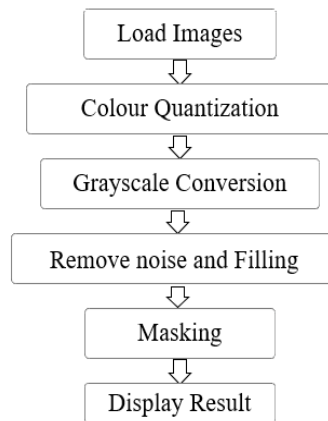 Load Images
Colour Quantization
Grayscale Conversion
Remove noise and Filling
Masking
Display Result